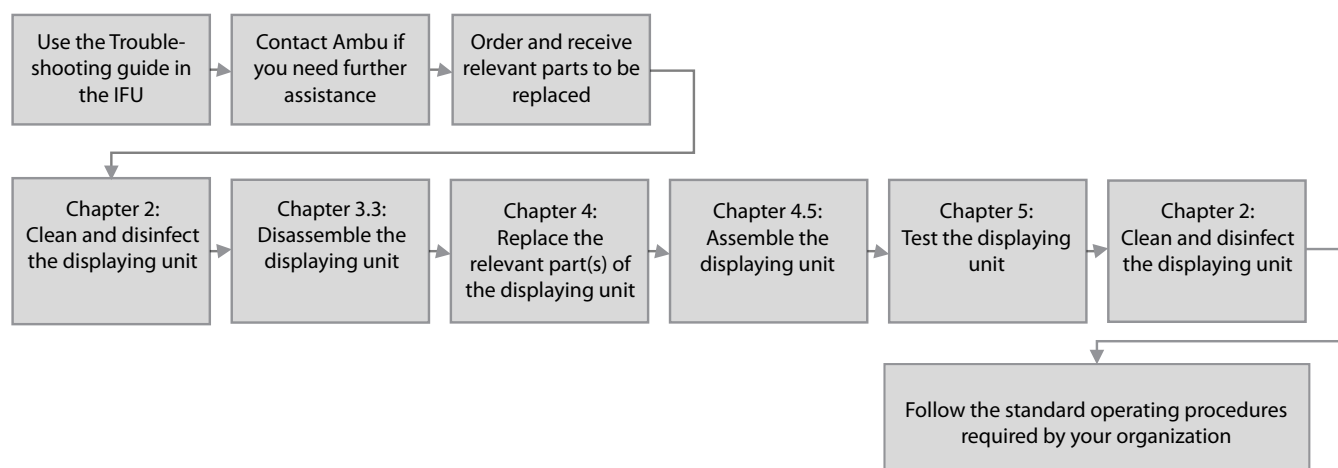 Use the Trouble-
shooting guide in
the IFU
Contact Ambu if
you need further
assistance
Order and receive
relevant parts to be
replaced
Chapter 2:
Clean and disinfect
the displaying unit
Chapter 3.3:
Disassemble the
displaying unit
Chapter 4:
Replace the
relevant part(s) of
the displaying unit
Chapter 4.5:
Assemble the
displaying unit
Chapter 5:
Test the displaying
unit
Chapter 2:
Clean and disinfect
the displaying unit
Follow the standard operating procedures
required by your organization